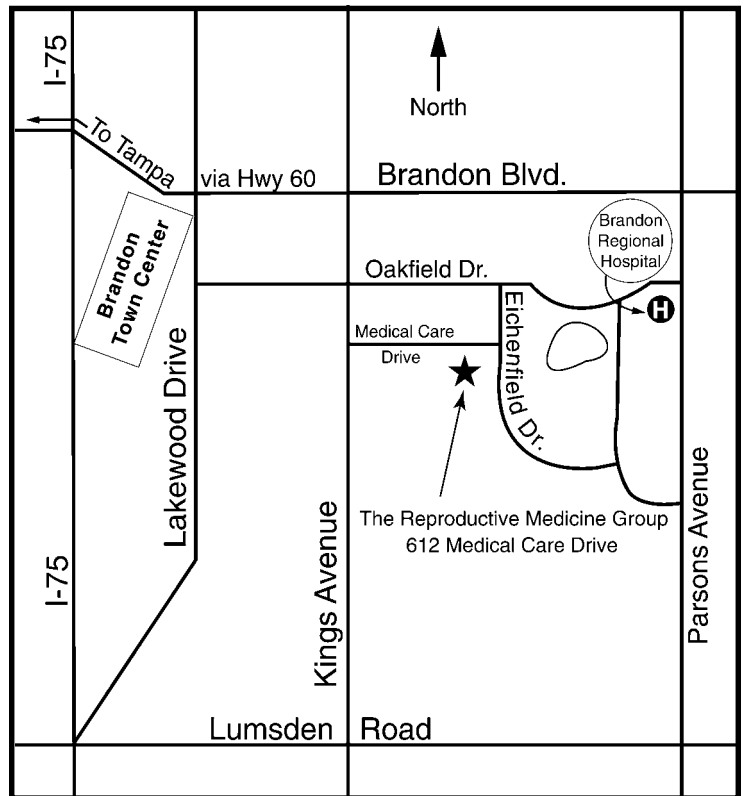 I-75
North
To Tampa
via Hwy 60
Brandon Blvd.
Brandon
Town Center
Brandon
Regional
Hospital
H
Oakfield Dr.
Medical Care
Drive
Eichenfield Dr.
Lakewood Drive
The Reproductive Medicine Group
612 Medical Care Drive
Kings Avenue
Parsons Avenue
I-75
Lumsden Road